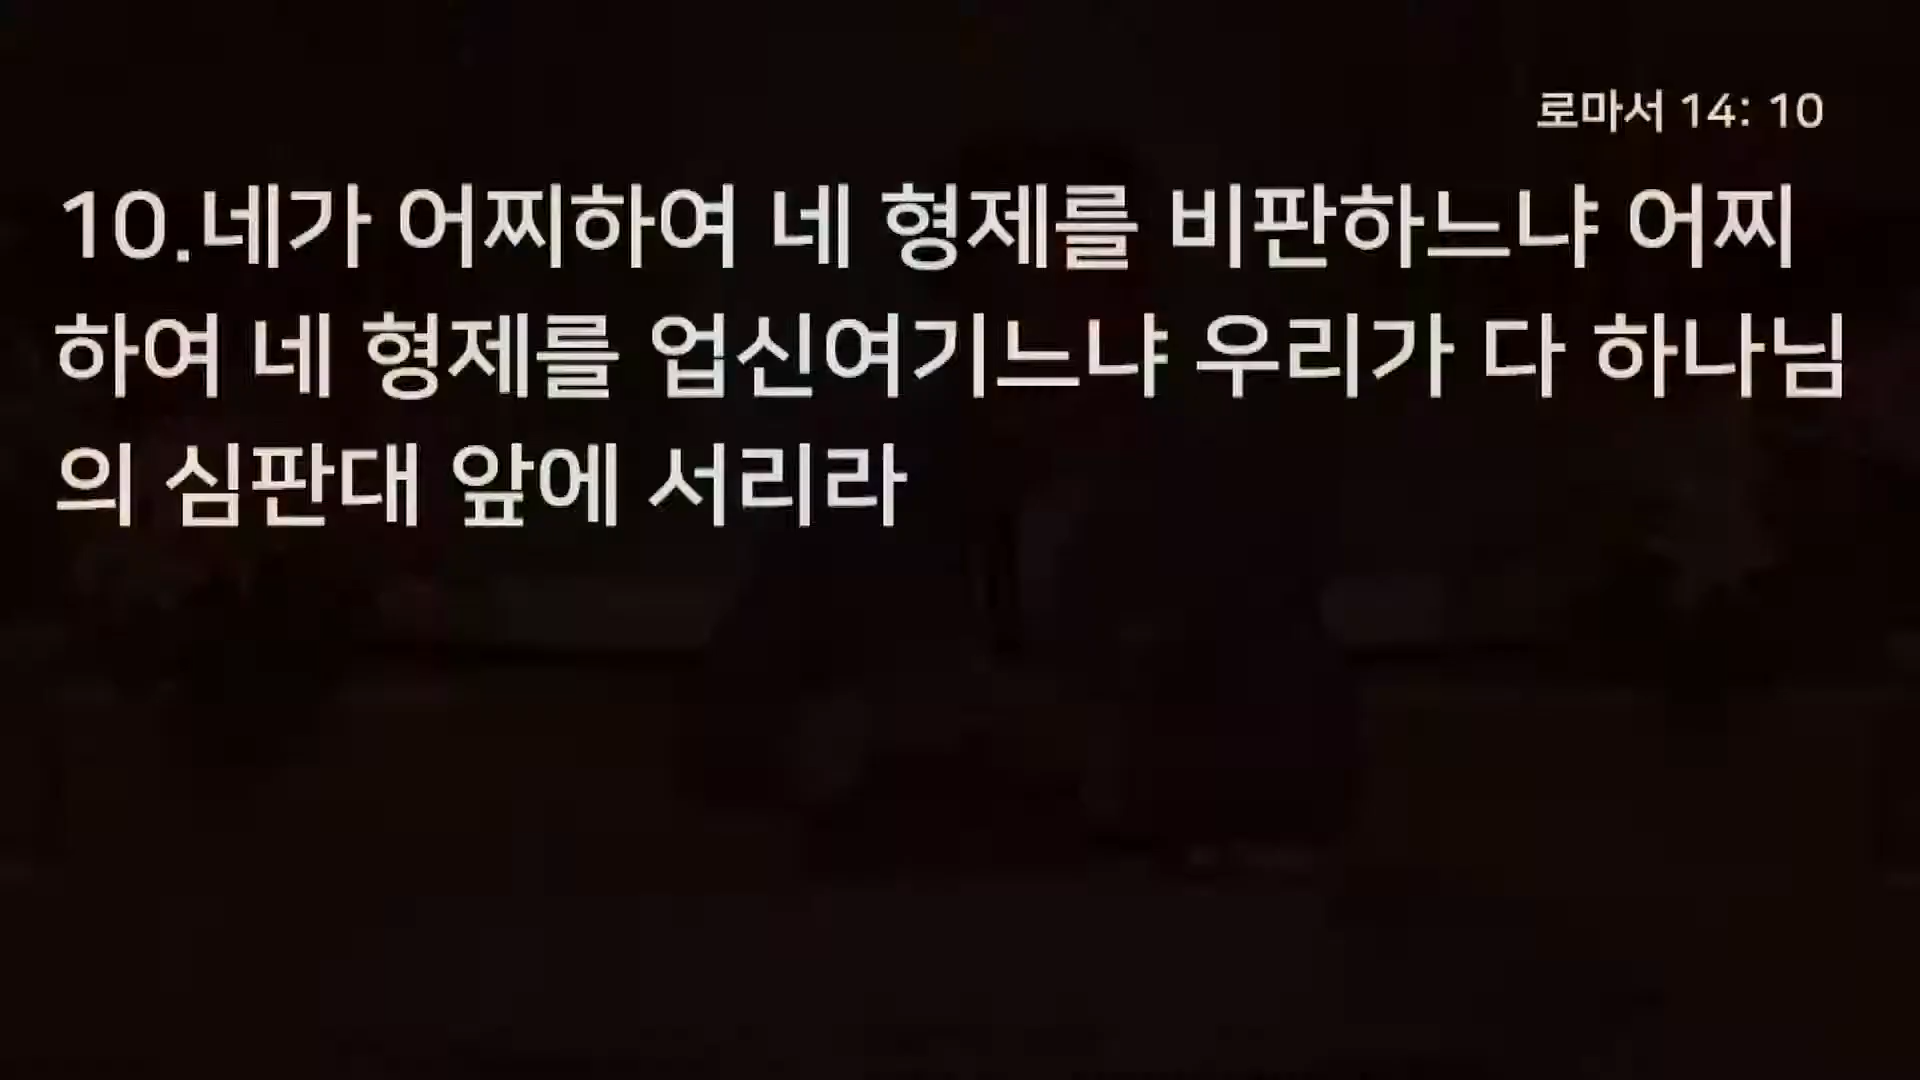 로마서 14: 10
10.네가 어찌하여 네 형제를 비판하느냐 어찌
하여 네 형제를 업신여기느냐 우리가 다 하나님
의 심판대 앞에 서리라